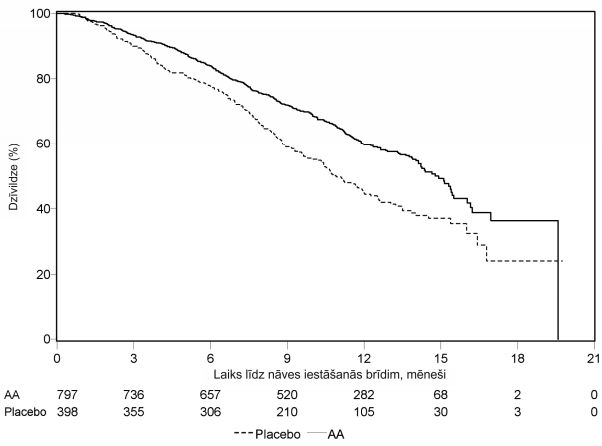 100
80
60
40
20
0
Dzīvildze (%)
0 3 6 9 12 15 18 21
Laiks līdz nāves iestāšanās brīdim, mēneši
AA 797 736 657 520 282 68 2 0
Placebo 398 355 306 210 105 30 3 0
Placebo AA